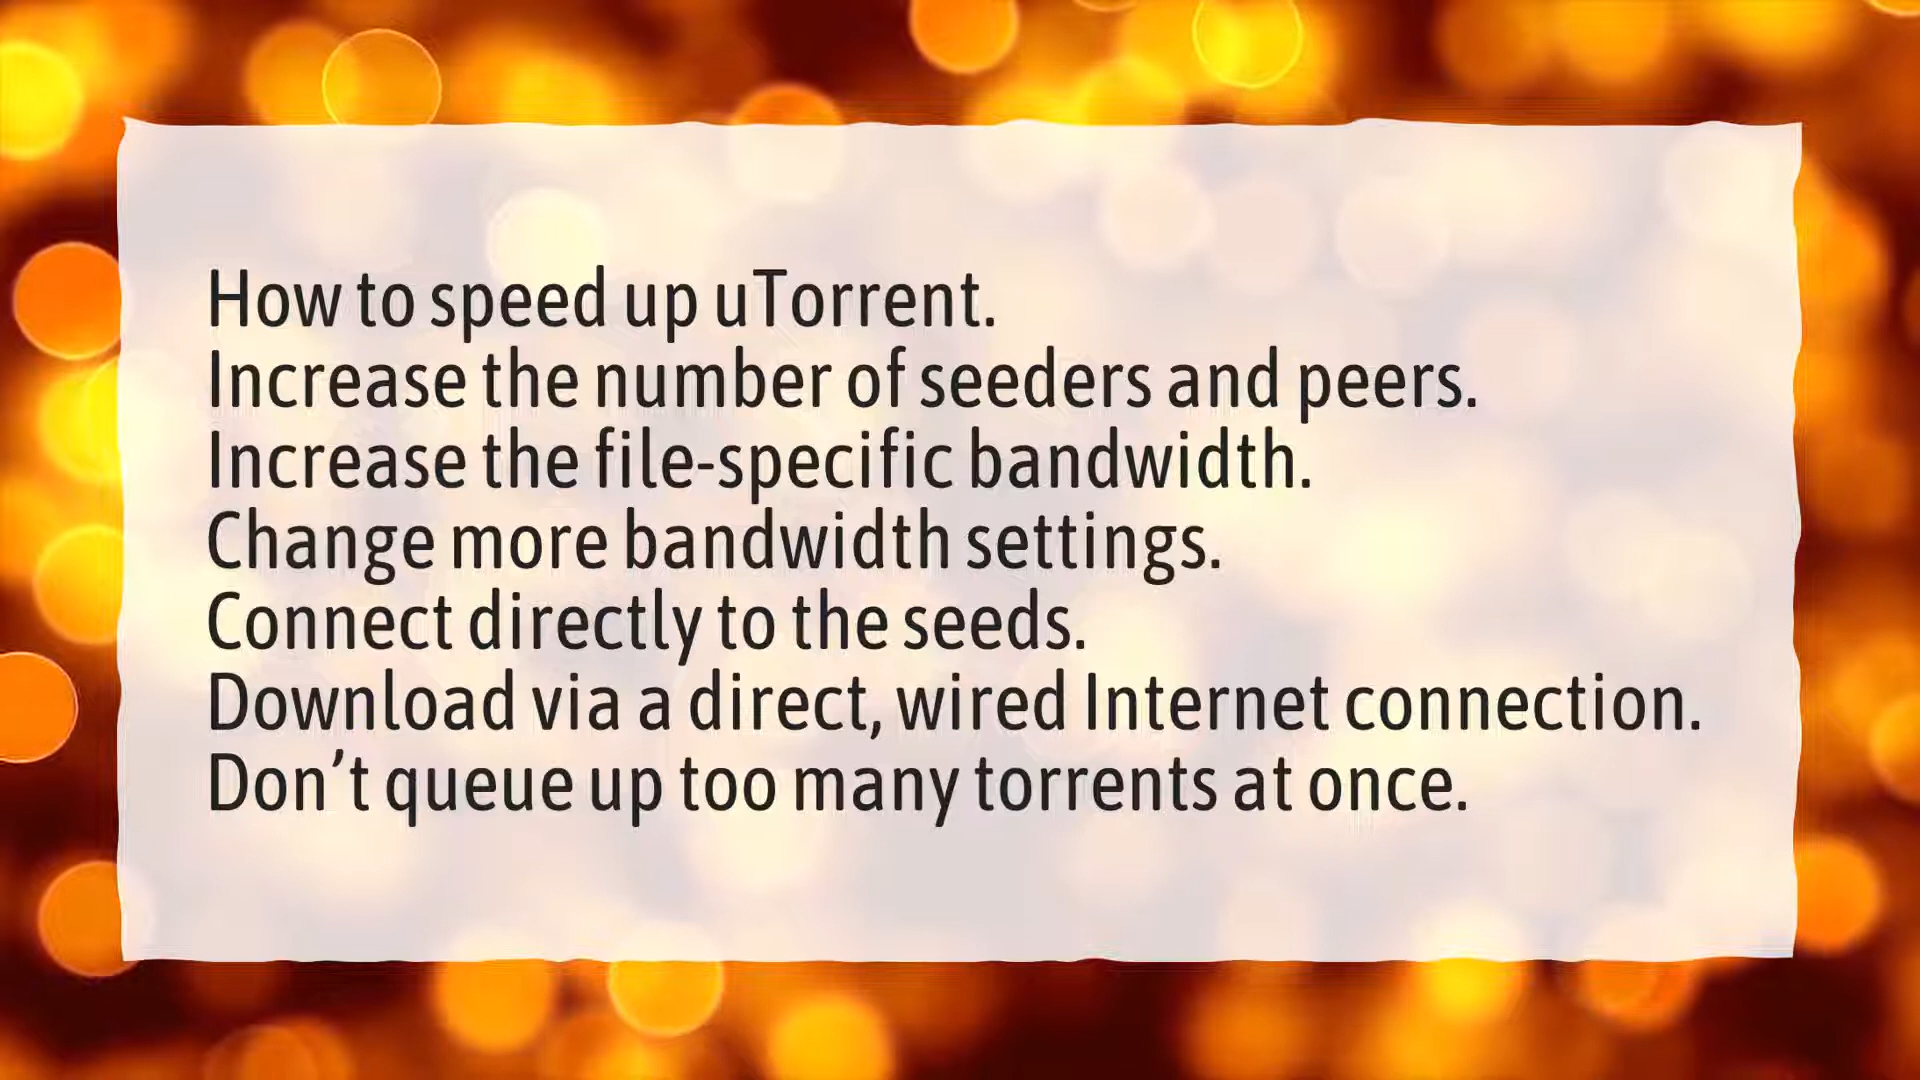 How to speed up uTorrent.
Increase the number of seeders and peers.
Increase the file-specific bandwidth.
Change more bandwidth settings.
Connect directly to the seeds.
Download via a direct, wired Internet connection.
Don’t queue up too many torrents at once.